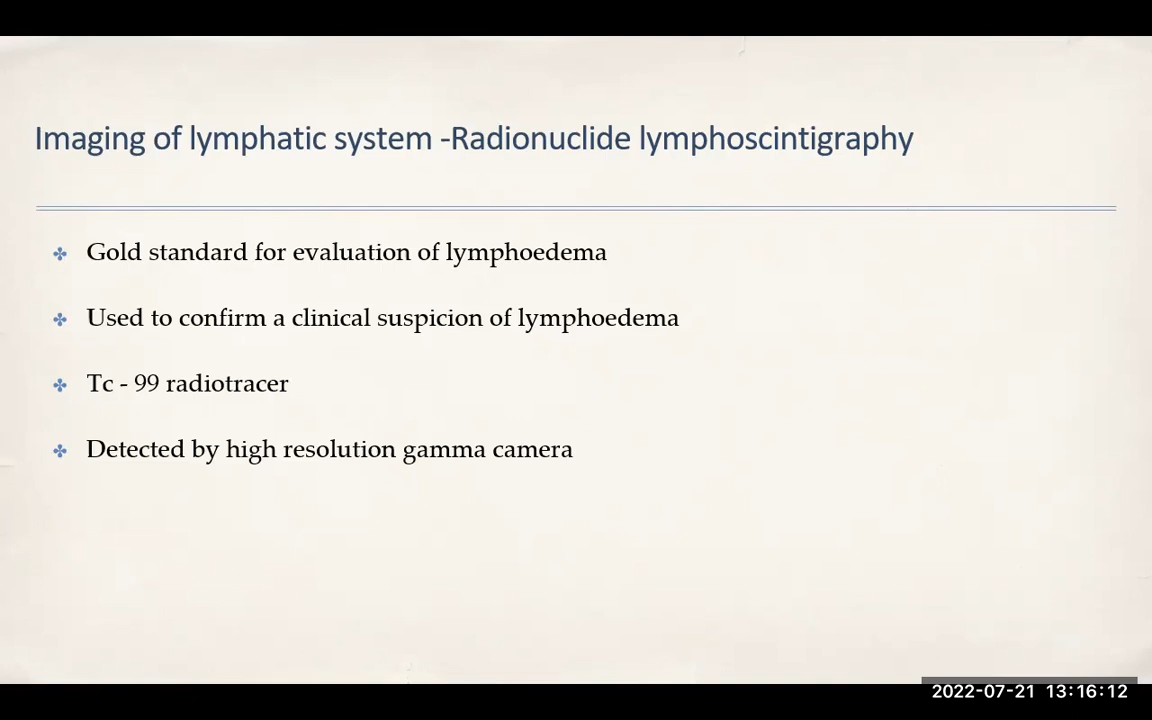 Imaging of lymphatic system -Radionuclide lymphoscintigraphy
Gold standard for evaluation of lymphoedema
Used to confirm a clinical suspicion of lymphoedema
Tc - 99 radiotracer
Detected by high resolution gamma camera
2022-07-21 13:16:12